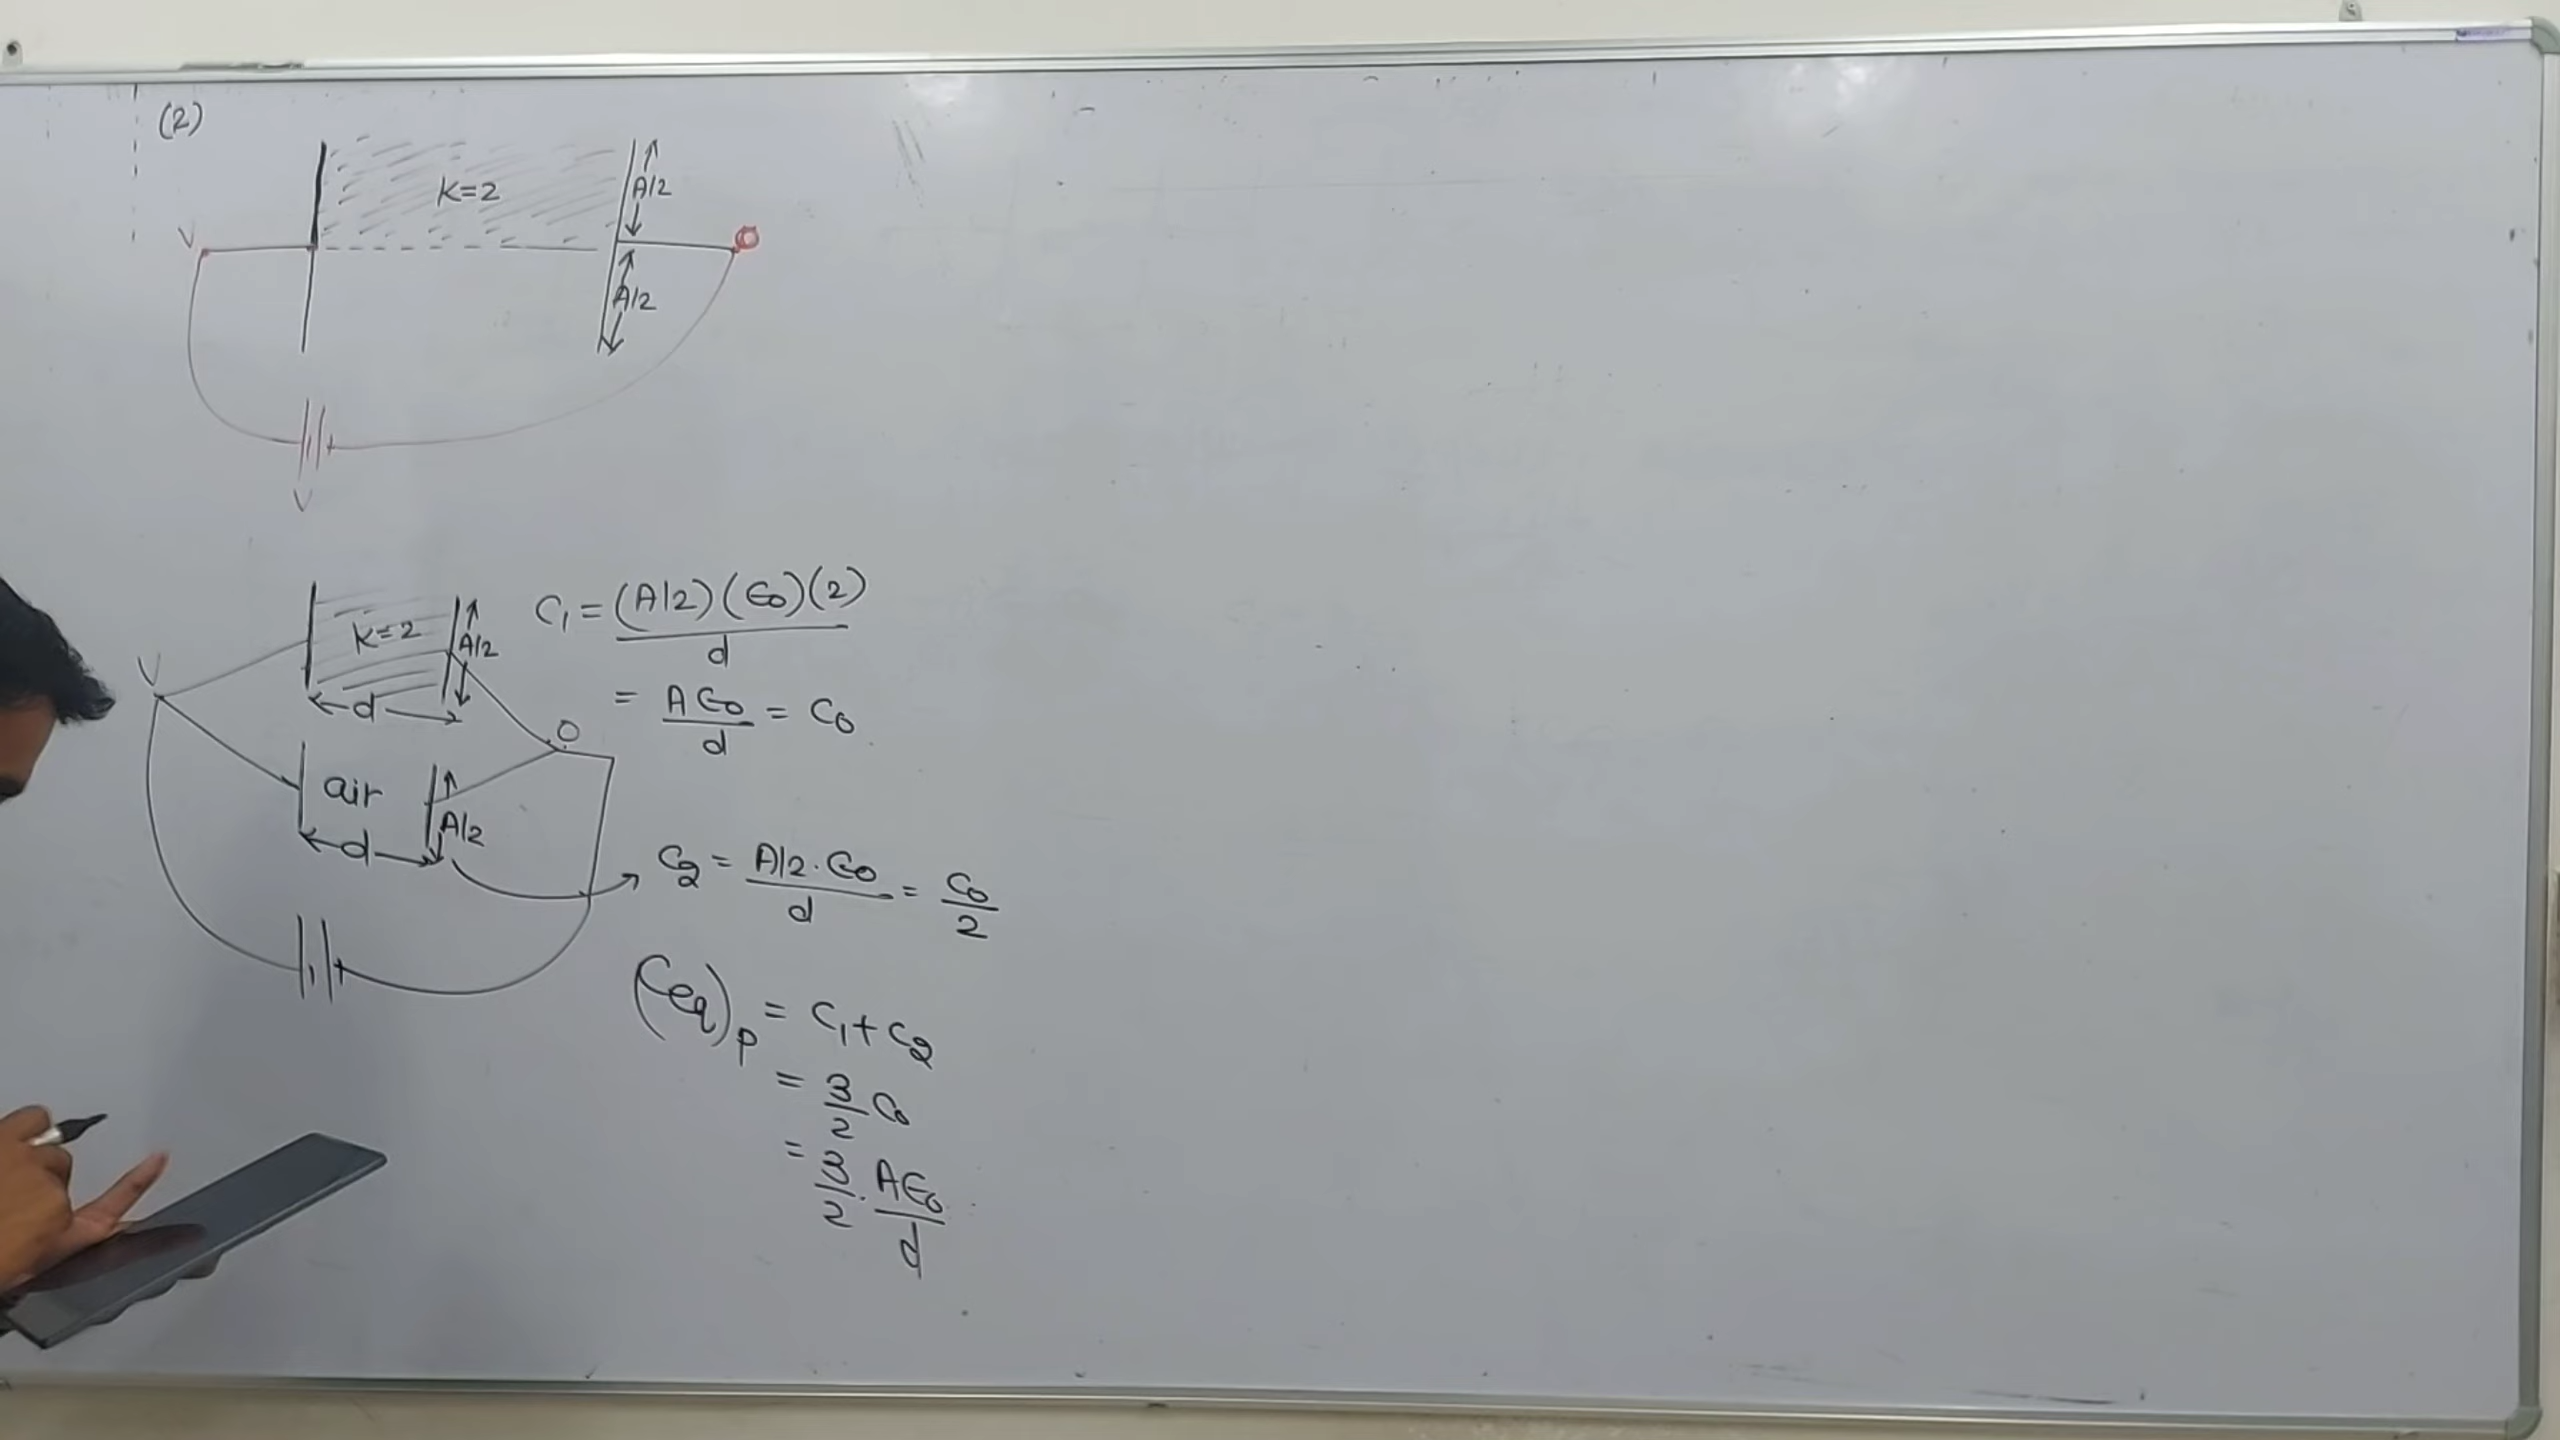 (2)
K=2
A/2
V
O
A/2
V
K=2
A/2
d
V
O
air
A/2
d
C₁ = (A/2)(ϵ₀)(2) / d
= Aϵ₀ / d = C₀
C₂ = A/2 · ϵ₀ / d = C₀ / 2
(Ceq)p = C₁ + C₂
= 3/2 C₀
= 3/2 · Aϵ₀ / d